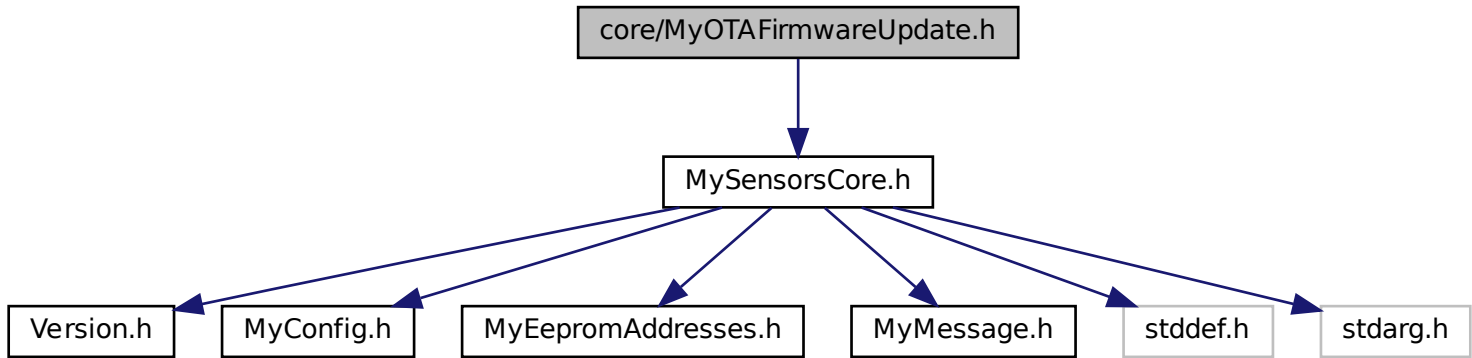 core/MyOTAFirmwareUpdate.h
MySensorsCore.h
Version.h
MyConfig.h
MyEepromAddresses.h
MyMessage.h
stddef.h
stdarg.h